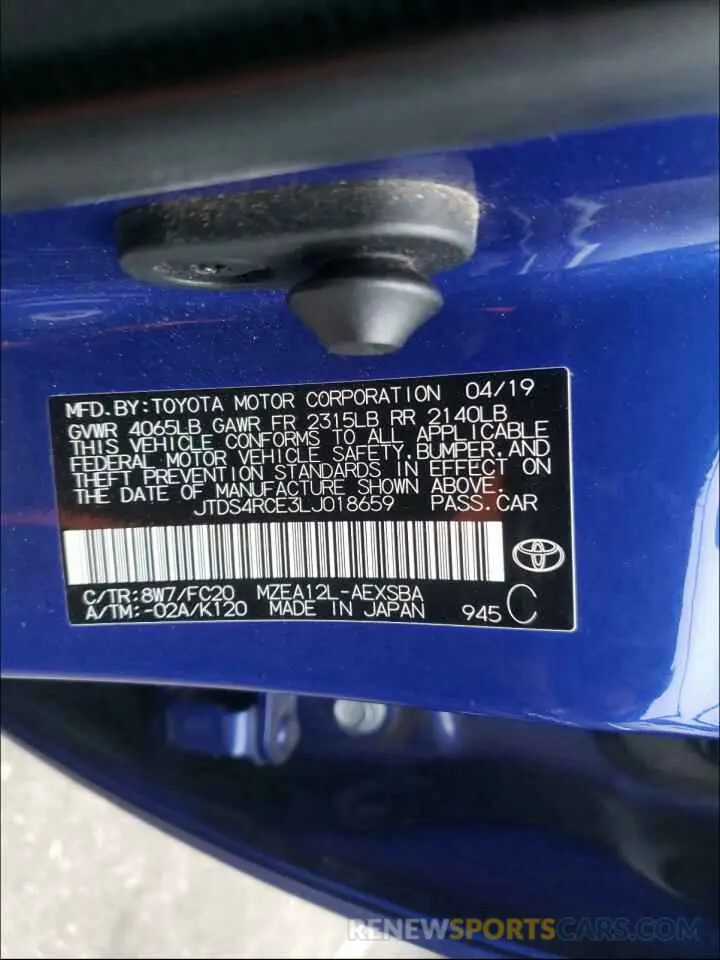 MFD.BY:TOYOTA MOTOR CORPORATION 04/19
GVWR 4065LB GAWR FR 2315LB RR 2140LB
THIS VEHICLE CONFORMS TO ALL APPLICABLE
FEDERAL MOTOR VEHICLE SAFETY,BUMPER,AND
THEFT PREVENTION STANDARDS IN EFFECT ON
THE DATE OF MANUFACTURE SHOWN ABOVE.
JTDS4RCE3LJ018659 PASS.CAR
C/TR:8W7/FC20 MZEA12L-AEXSBA
A/TM:-02A/K120 MADE IN JAPAN 945 C
RENEWSPORTSCARS.COM